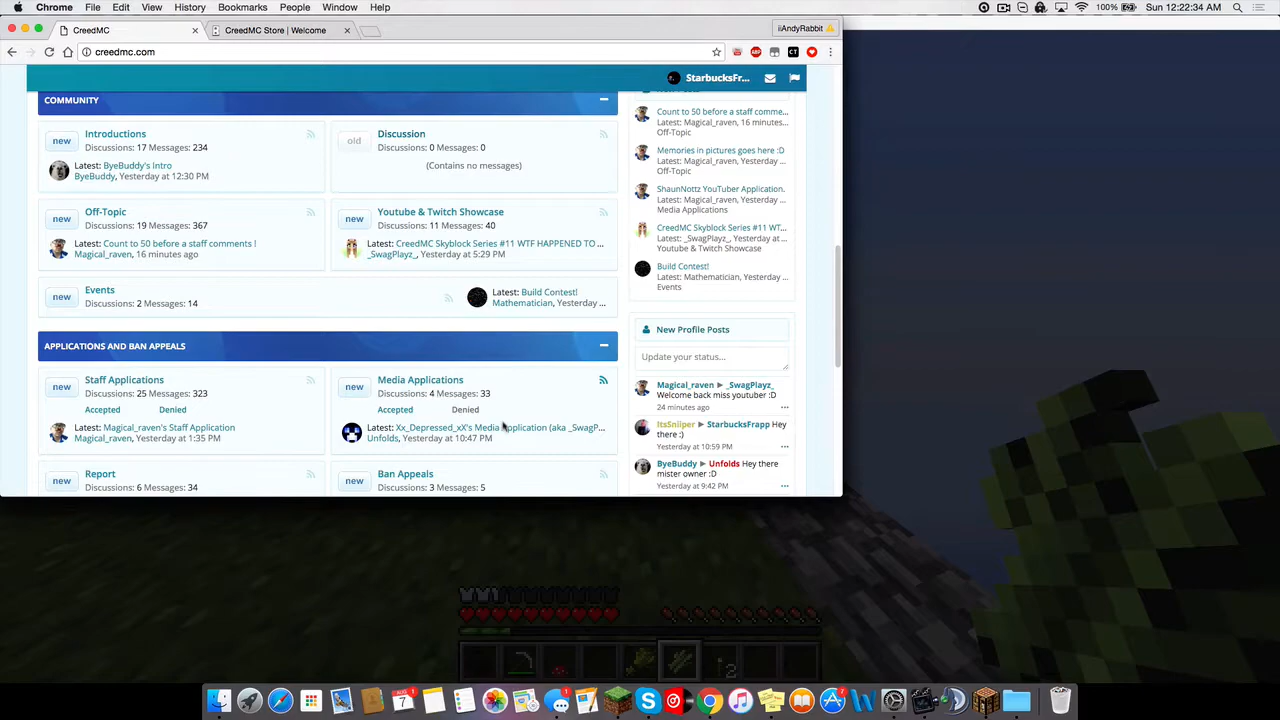 Chrome File Edit View History Bookmarks People Window Help 100% Sun 12:22:34 AM
CreedMC CreedMC Store | Welcome iiAndyRabbit
creedmc.com
StarbucksFr...
COMMUNITY
Introductions
new Discussions: 17 Messages: 234
Latest: ByeBuddy's Intro
ByeBuddy, Yesterday at 12:30 PM
Discussion
old Discussions: 0 Messages: 0
(Contains no messages)
Off-Topic
new Discussions: 19 Messages: 367
Latest: Count to 50 before a staff comments !
Magical_raven, 16 minutes ago
Youtube & Twitch Showcase
new Discussions: 11 Messages: 40
Latest: CreedMC Skyblock Series #11 WTF HAPPENED TO ...
_SwagPlayz_, Yesterday at 5:29 PM
Events
new Discussions: 2 Messages: 14
Latest: Build Contest!
Mathematician, Yesterday ...
APPLICATIONS AND BAN APPEALS
Staff Applications
new Discussions: 25 Messages: 323
Accepted Denied
Latest: Magical_raven's Staff Application
Magical_raven, Yesterday at 1:35 PM
Media Applications
new Discussions: 4 Messages: 33
Accepted Denied
Latest: Xx_Depressed_xX's Media Application (aka _SwagP...
Unfolds, Yesterday at 10:47 PM
Report
new Discussions: 6 Messages: 34
Ban Appeals
new Discussions: 3 Messages: 5
Count to 50 before a staff comme...
Latest: Magical_raven, 16 minutes...
Off-Topic
Memories in pictures goes here :D
Latest: Magical_raven, Yesterday ...
Off-Topic
ShaunNottz YouTuber Application.
Latest: Magical_raven, Yesterday ...
Media Applications
CreedMC Skyblock Series #11 WT...
Latest: _SwagPlayz_, Yesterday ...
Youtube & Twitch Showcase
Build Contest!
Latest: Mathematician, Yesterday ...
Events
New Profile Posts
Update your status...
Magical_raven ► _SwagPlayz_
Welcome back miss youtuber :D
24 minutes ago ...
ItsSniiper ► StarbucksFrapp Hey
there :)
Yesterday at 10:59 PM ...
ByeBuddy ► Unfolds Hey there
mister owner :D
Yesterday at 9:42 PM ...
2